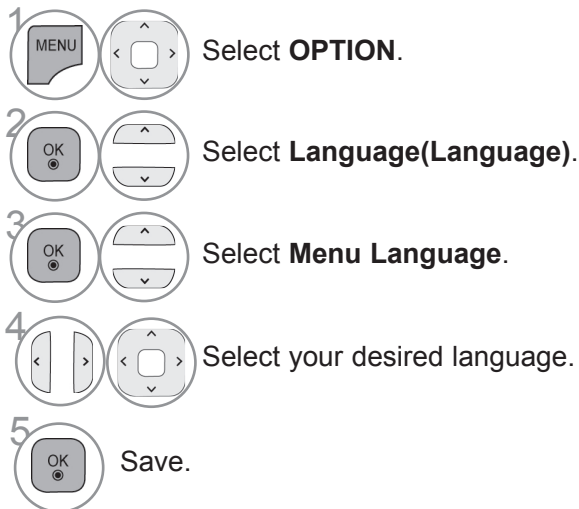 1 MENU Select OPTION.
2 OK Select Language(Language).
3 OK Select Menu Language.
4 Select your desired language.
5 OK Save.